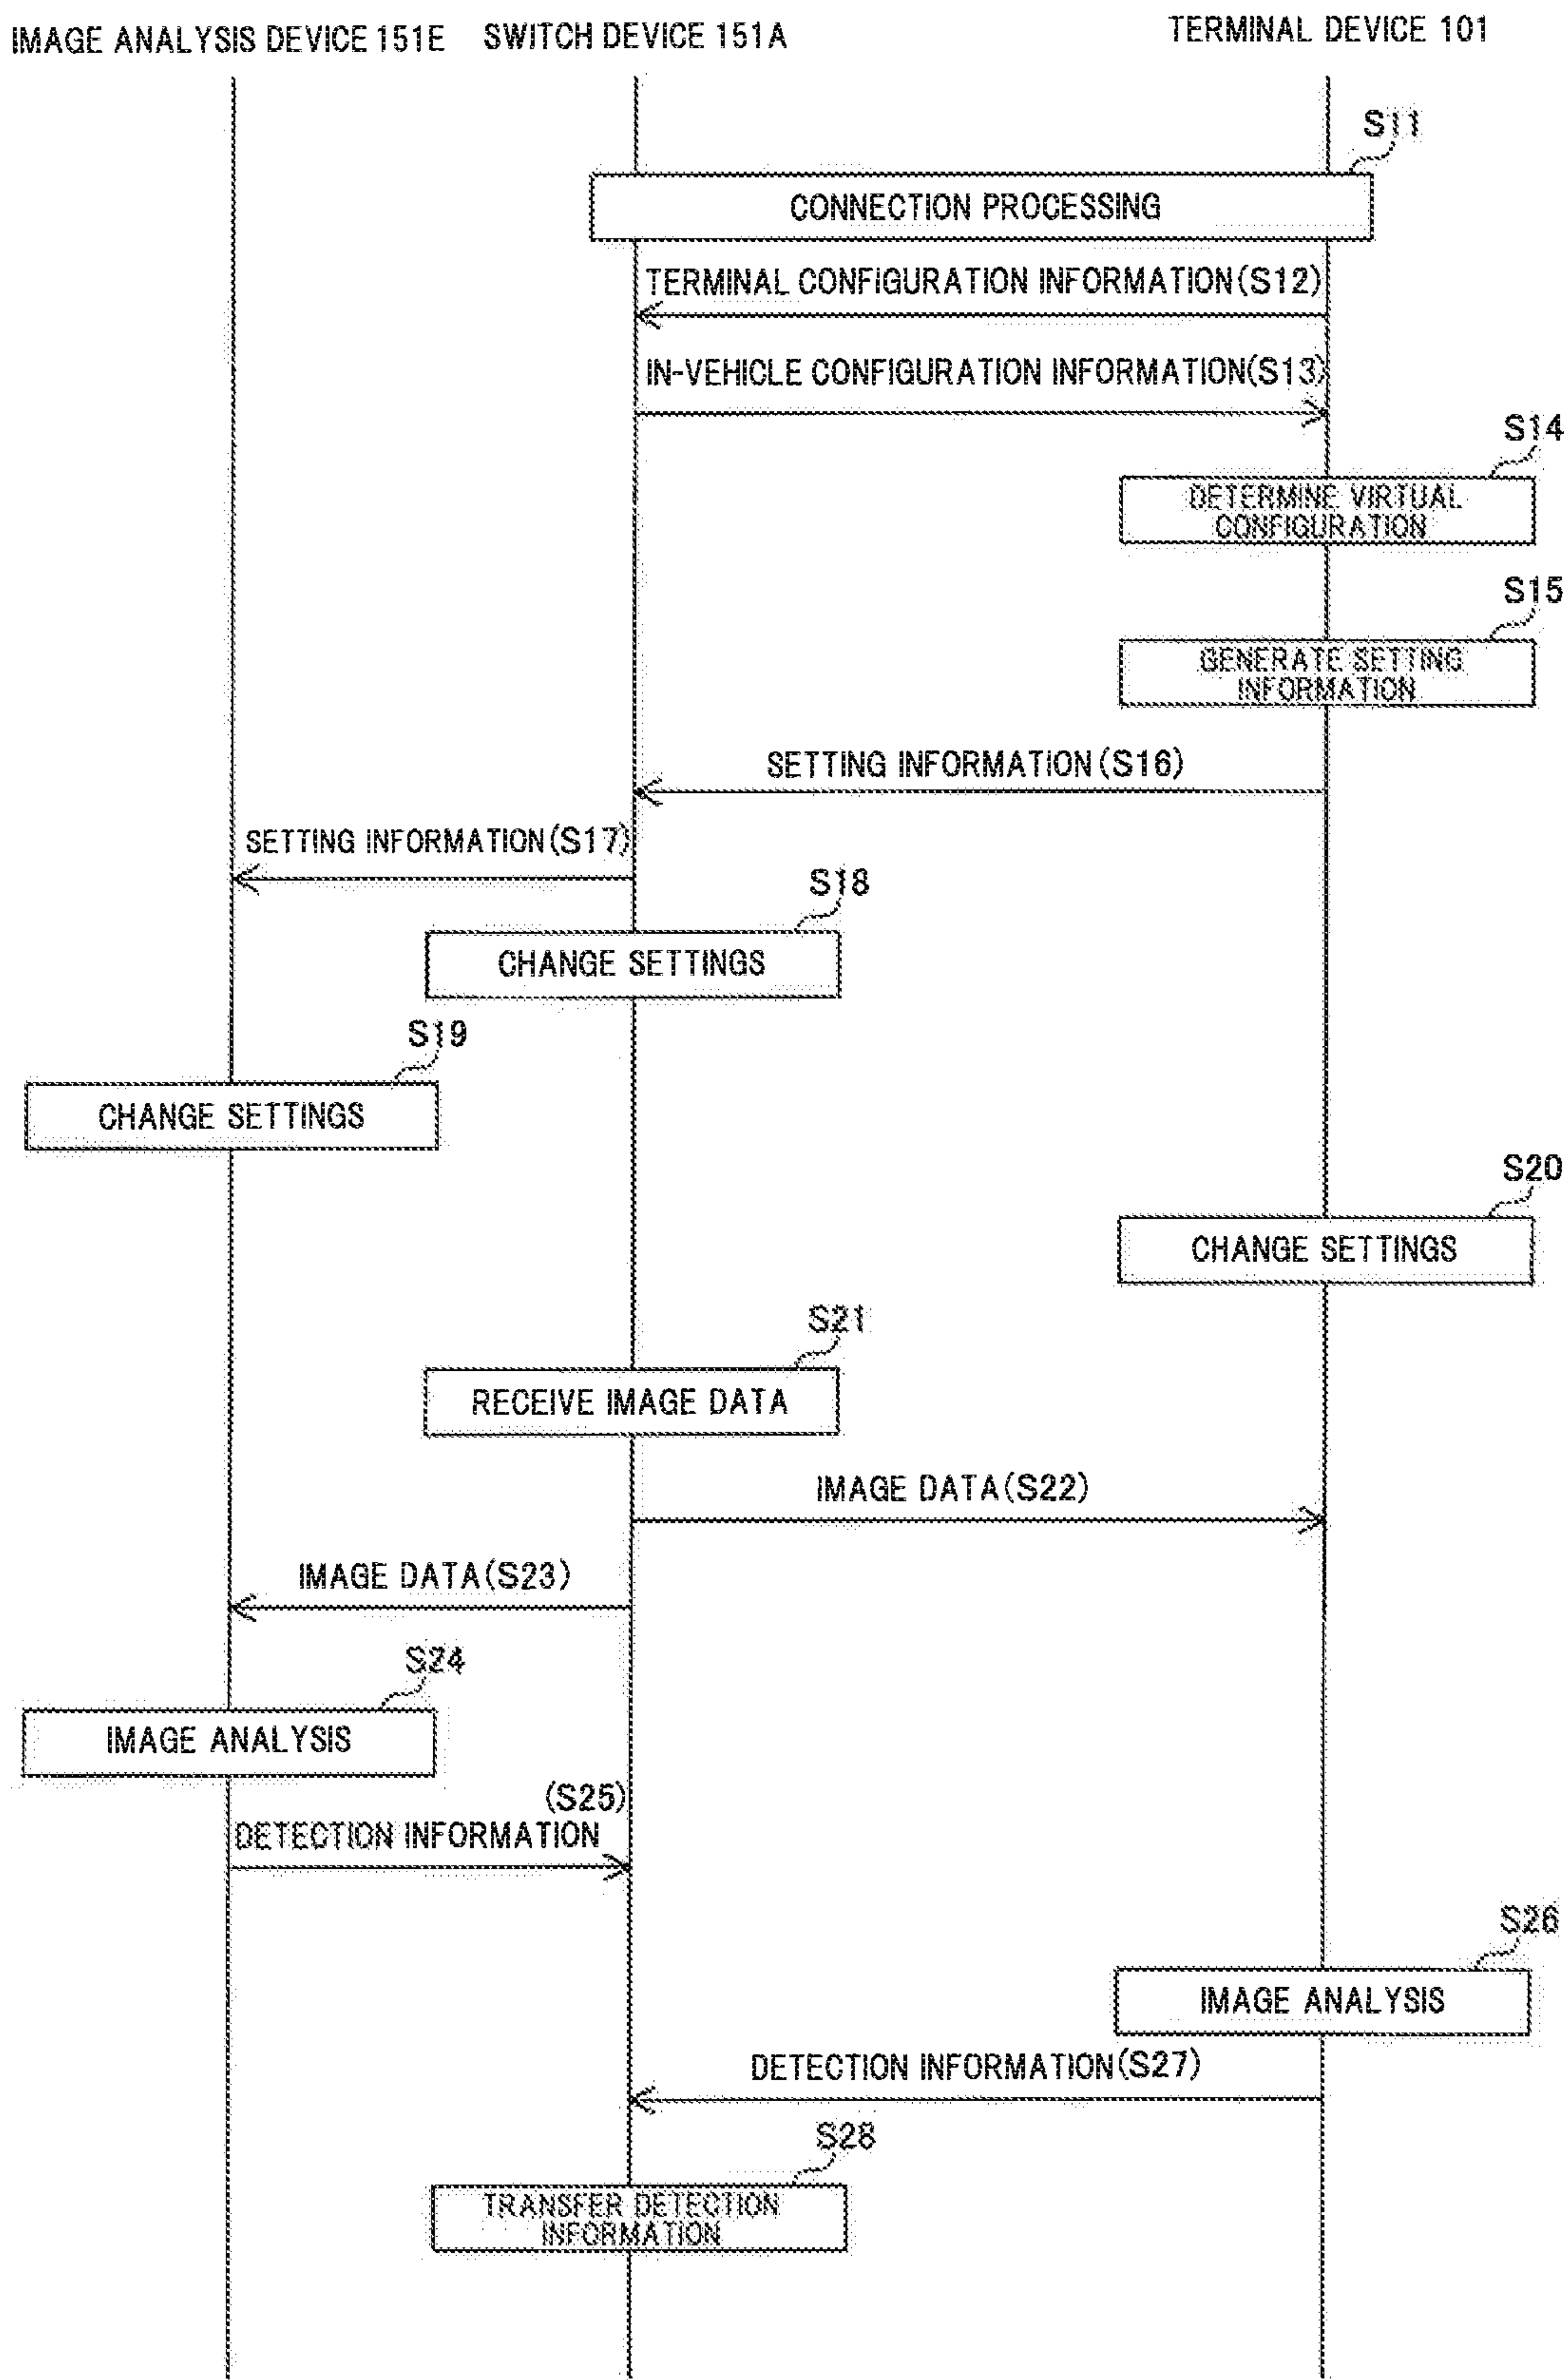 IMAGE ANALYSIS DEVICE 151E
SWITCH DEVICE 151A
TERMINAL DEVICE 101
S11
CONNECTION PROCESSING
TERMINAL CONFIGURATION INFORMATION(S12)
IN-VEHICLE CONFIGURATION INFORMATION(S13)
S14
DETERMINE VIRTUAL
CONFIGURATION
S15
GENERATE SETTING
INFORMATION
SETTING INFORMATION(S16)
SETTING INFORMATION(S17)
S18
CHANGE SETTINGS
S19
CHANGE SETTINGS
S20
CHANGE SETTINGS
S21
RECEIVE IMAGE DATA
IMAGE DATA(S22)
IMAGE DATA(S23)
S24
IMAGE ANALYSIS
(S25)
DETECTION INFORMATION
S26
IMAGE ANALYSIS
DETECTION INFORMATION(S27)
S28
TRANSFER DETECTION
INFORMATION